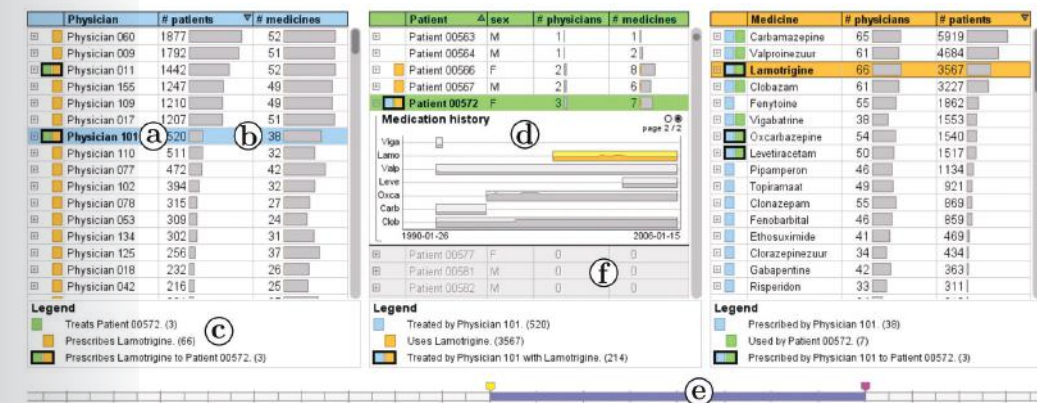 Physician # patients # medicines
Physician 060 1877 52
Physician 009 1792 51
Physician 011 1442 52
Physician 155 1247 49
Physician 109 1210 49
Physician 017 1207 51
Physician 101 a 520 b 38
Physician 110 511 32
Physician 077 472 42
Physician 102 394 32
Physician 078 315 27
Physician 053 309 24
Physician 134 302 31
Physician 125 256 37
Physician 018 232 26
Physician 042 216 25
Legend
Treats Patient 00572. (3)
c
Prescribes Lamotrigine. (66)
Prescribes Lamotrigine to Patient 00572. (3)
Patient sex # physicians # medicines
Patient 00563 M 1 1
Patient 00564 M 1 2
Patient 00566 F 2 8
Patient 00567 M 2 6
Patient 00572 F 3 7
Medication history d
page 2 / 2
Viga
Lamo
Valp
Leve
Oxca
Carb
Clob
1990-01-26 2006-01-15
Patient 00577 F 0 0
Patient 00581 M 0 f 0
Patient 00582 M 0 0
Legend
Treated by Physician 101. (520)
Uses Lamotrigine. (3567)
Treated by Physician 101 with Lamotrigine. (214)
Medicine # physicians # patients
Carbamazepine 65 5919
Valproinezuur 61 4684
Lamotrigine 66 3567
Clobazam 61 3227
Fenytoine 55 1862
Vigabatrine 38 1553
Oxcarbazepine 54 1540
Levetiracetam 50 1517
Pipamperon 46 1134
Topiramaat 49 921
Clonazepam 55 869
Fenobarbital 46 859
Ethosuximide 41 469
Clorazepinezuur 34 434
Gabapentine 42 363
Risperidon 33 311
Legend
Prescribed by Physician 101. (38)
Used by Patient 00572. (7)
Prescribed by Physician 101 to Patient 00572. (3)
e